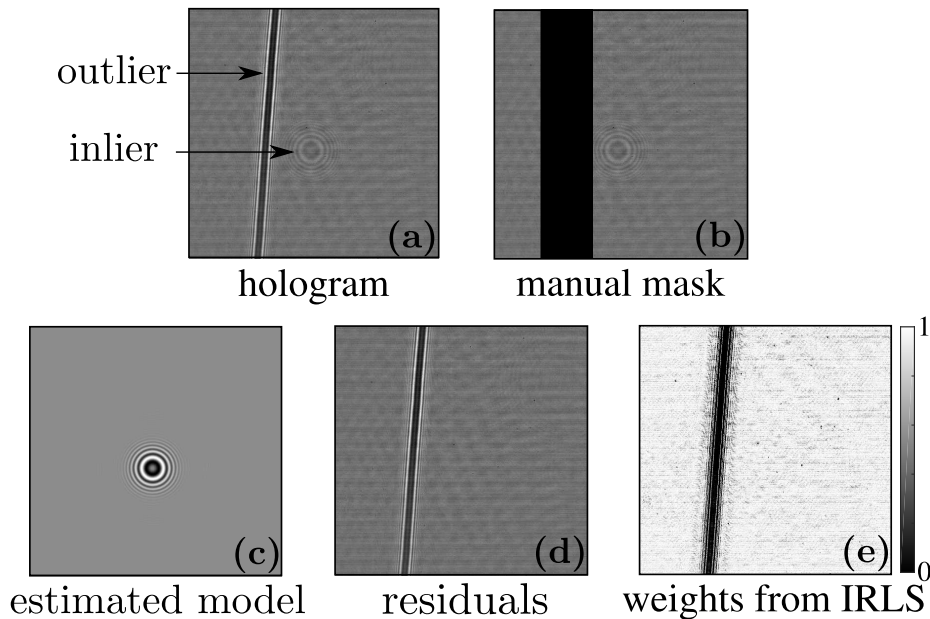 outlier
inlier
(a)
(b)
hologram
manual mask
1
(c)
(d)
(e)
0
estimated model
residuals
weights from IRLS